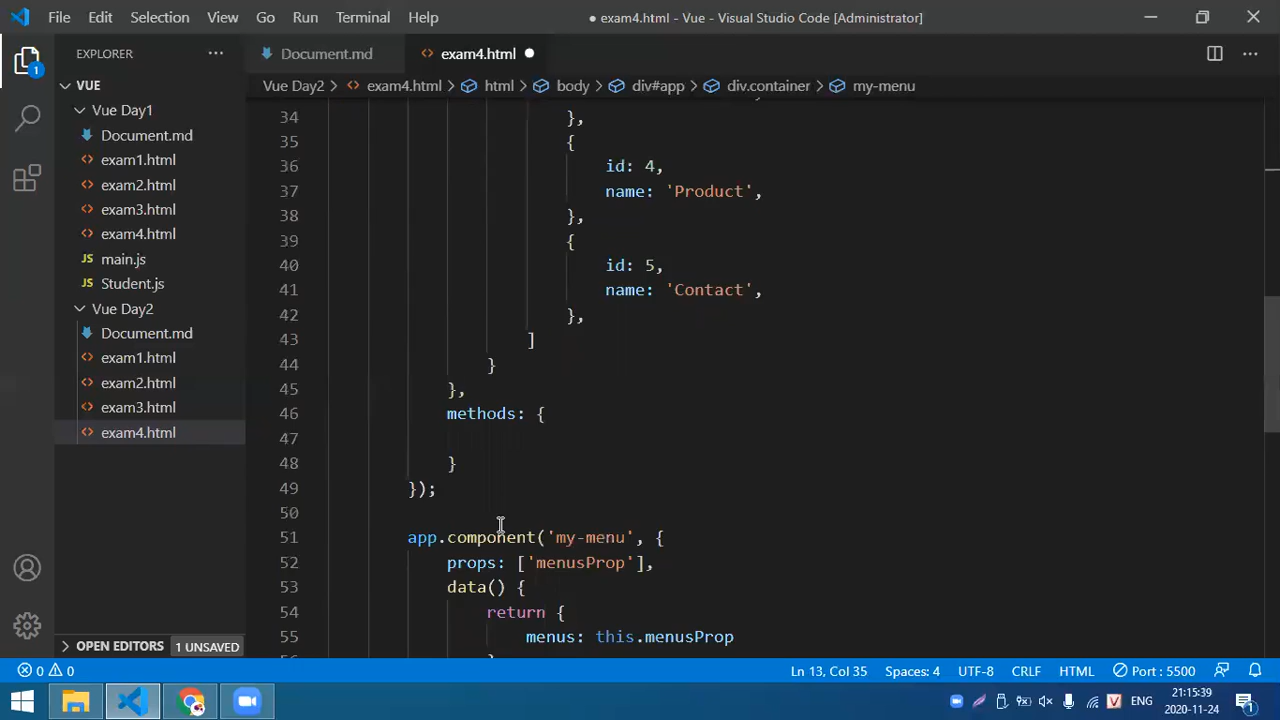 File Edit Selection View Go Run Terminal Help
● exam4.html - Vue - Visual Studio Code [Administrator]
EXPLORER
Document.md
exam4.html
VUE
Vue Day2 > exam4.html > html > body > div#app > div.container > my-menu
Vue Day1
Document.md
exam1.html
exam2.html
exam3.html
exam4.html
main.js
Student.js
Vue Day2
Document.md
exam1.html
exam2.html
exam3.html
exam4.html
OPEN EDITORS 1 UNSAVED
1
34 },
35 {
36 id: 4,
37 name: 'Product',
38 },
39 {
40 id: 5,
41 name: 'Contact',
42 },
43 ]
44 }
45 },
46 methods: {
47
48 }
49 });
50
51 app.component('my-menu', {
52 props: ['menusProp'],
53 data() {
54 return {
55 menus: this.menusProp
0 0
Ln 13, Col 35 Spaces: 4 UTF-8 CRLF HTML Port : 5500
V ENG
21:15:39
2020-11-24
1